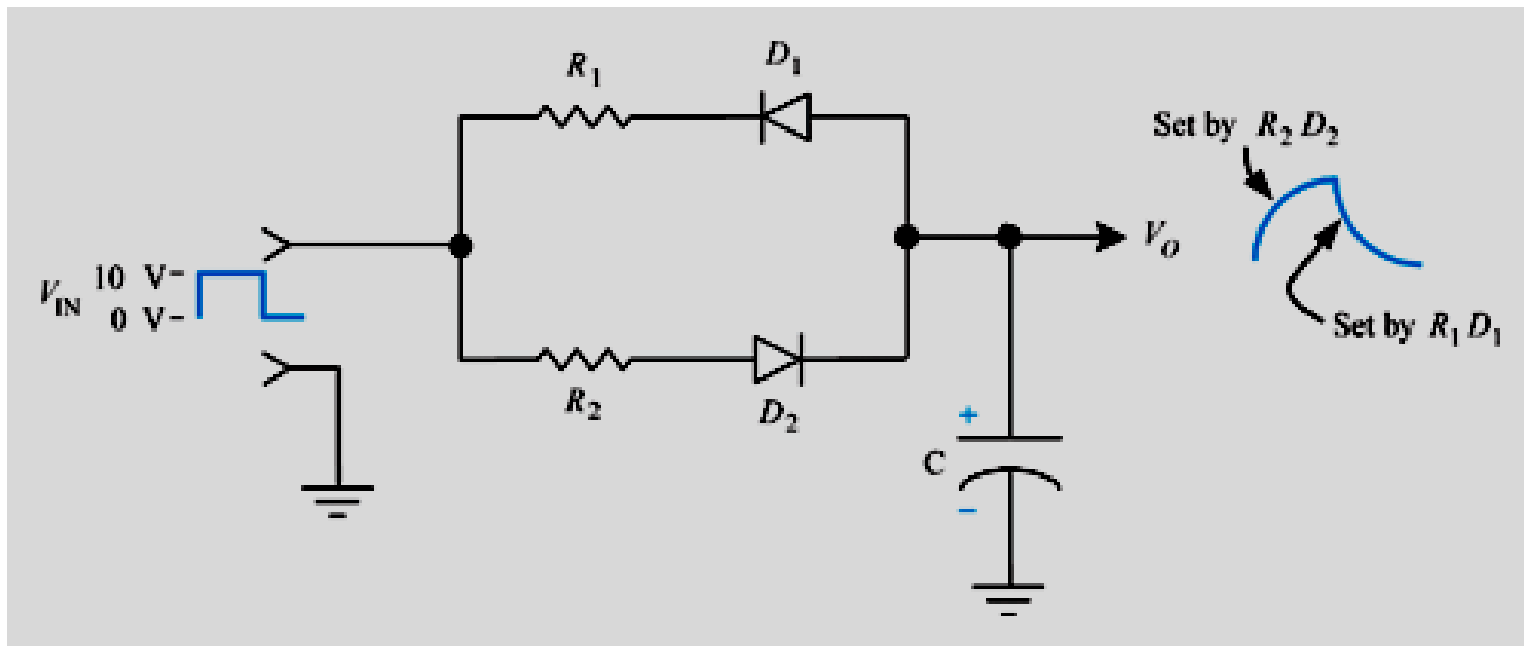 R1
D1
Set by R2 D2
VIN
10 V
0 V
VO
Set by R1 D1
R2
D2
+
C
−